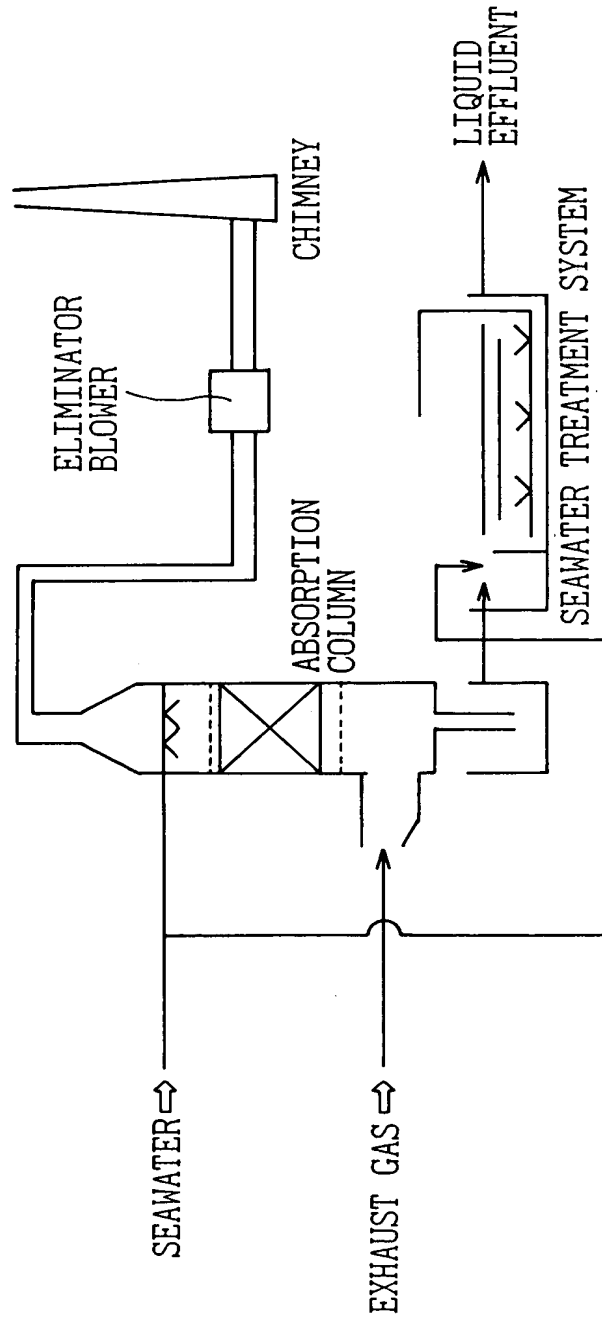 ELIMINATOR
BLOWER
CHIMNEY
ABSORPTION
COLUMN
SEAWATER
EXHAUST GAS
LIQUID
EFFLUENT
SEAWATER TREATMENT SYSTEM